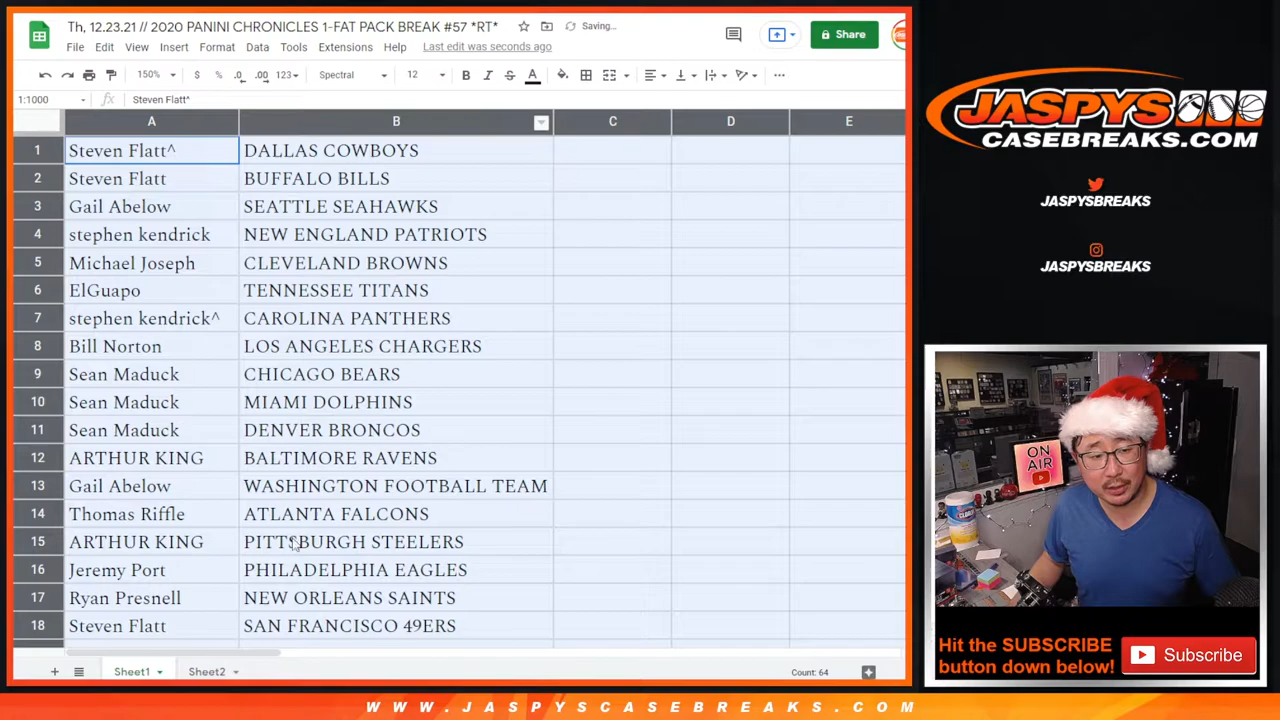 Th, 12.23.21 // 2020 PANINI CHRONICLES 1-FAT PACK BREAK #57 *RT*
Saving...
File Edit View Insert Format Data Tools Extensions Help Last edit was seconds ago
Share
150% $ % .0 .00 123 Spectral 12 B I S A
1:1000 fx Steven Flatt^
A B C D E
1 Steven Flatt^ DALLAS COWBOYS
2 Steven Flatt BUFFALO BILLS
3 Gail Abelow SEATTLE SEAHAWKS
4 stephen kendrick NEW ENGLAND PATRIOTS
5 Michael Joseph CLEVELAND BROWNS
6 ElGuapo TENNESSEE TITANS
7 stephen kendrick^ CAROLINA PANTHERS
8 Bill Norton LOS ANGELES CHARGERS
9 Sean Maduck CHICAGO BEARS
10 Sean Maduck MIAMI DOLPHINS
11 Sean Maduck DENVER BRONCOS
12 ARTHUR KING BALTIMORE RAVENS
13 Gail Abelow WASHINGTON FOOTBALL TEAM
14 Thomas Riffle ATLANTA FALCONS
15 ARTHUR KING PITTSBURGH STEELERS
16 Jeremy Port PHILADELPHIA EAGLES
17 Ryan Presnell NEW ORLEANS SAINTS
18 Steven Flatt SAN FRANCISCO 49ERS
Sheet1 Sheet2 Count: 64
JASPYS
CASEBREAKS.COM
JASPYSBREAKS
JASPYSBREAKS
ON
AIR
Hit the SUBSCRIBE
button down below!
Subscribe
WWW.JASPYSCASEBREAKS.COM